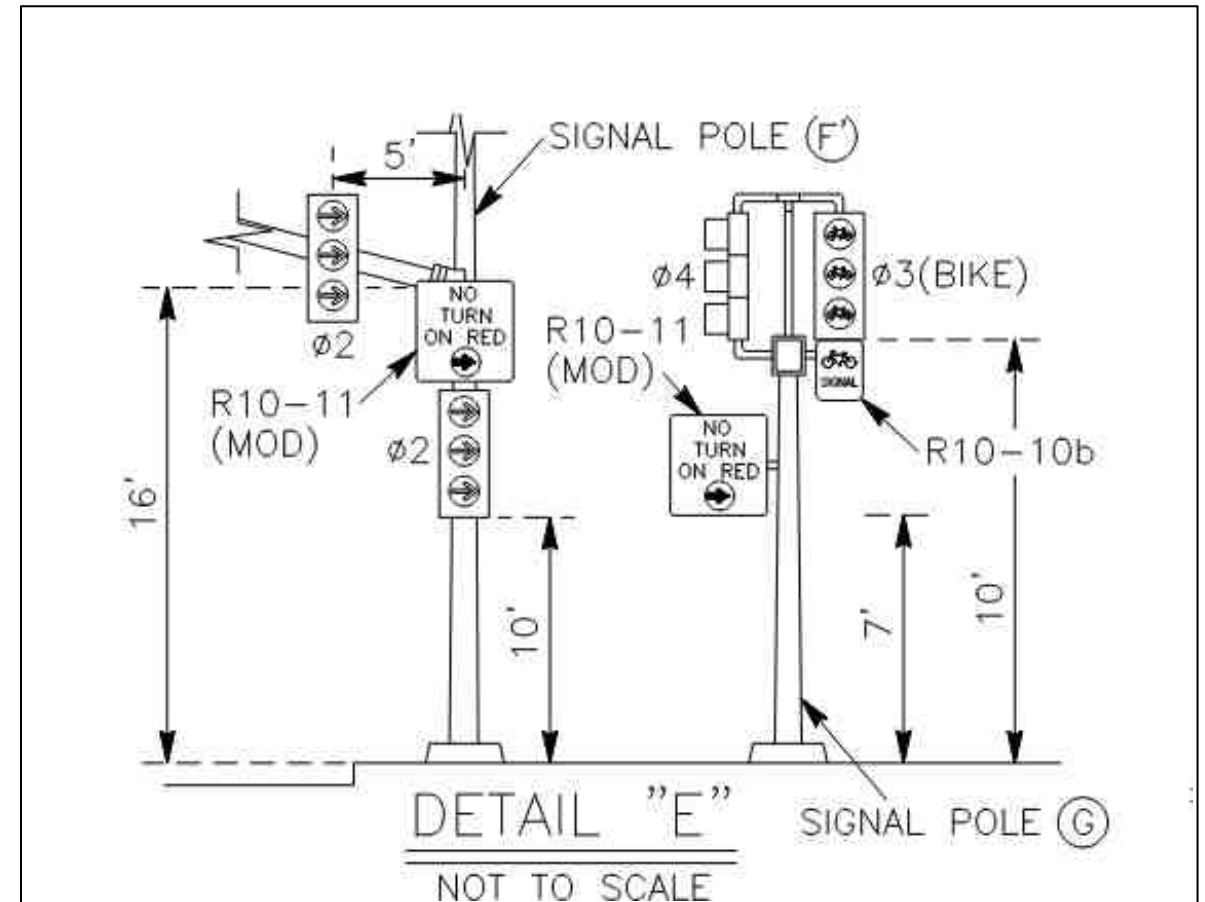 SIGNAL POLE (F')
5'
ø2
NO
TURN
ON RED
R10-11
(MOD)
ø2
16'
10'
ø4
ø3(BIKE)
R10-11
(MOD)
SIGNAL
NO
TURN
ON RED
R10-10b
7'
10'
SIGNAL POLE (G)
DETAIL "E"
NOT TO SCALE